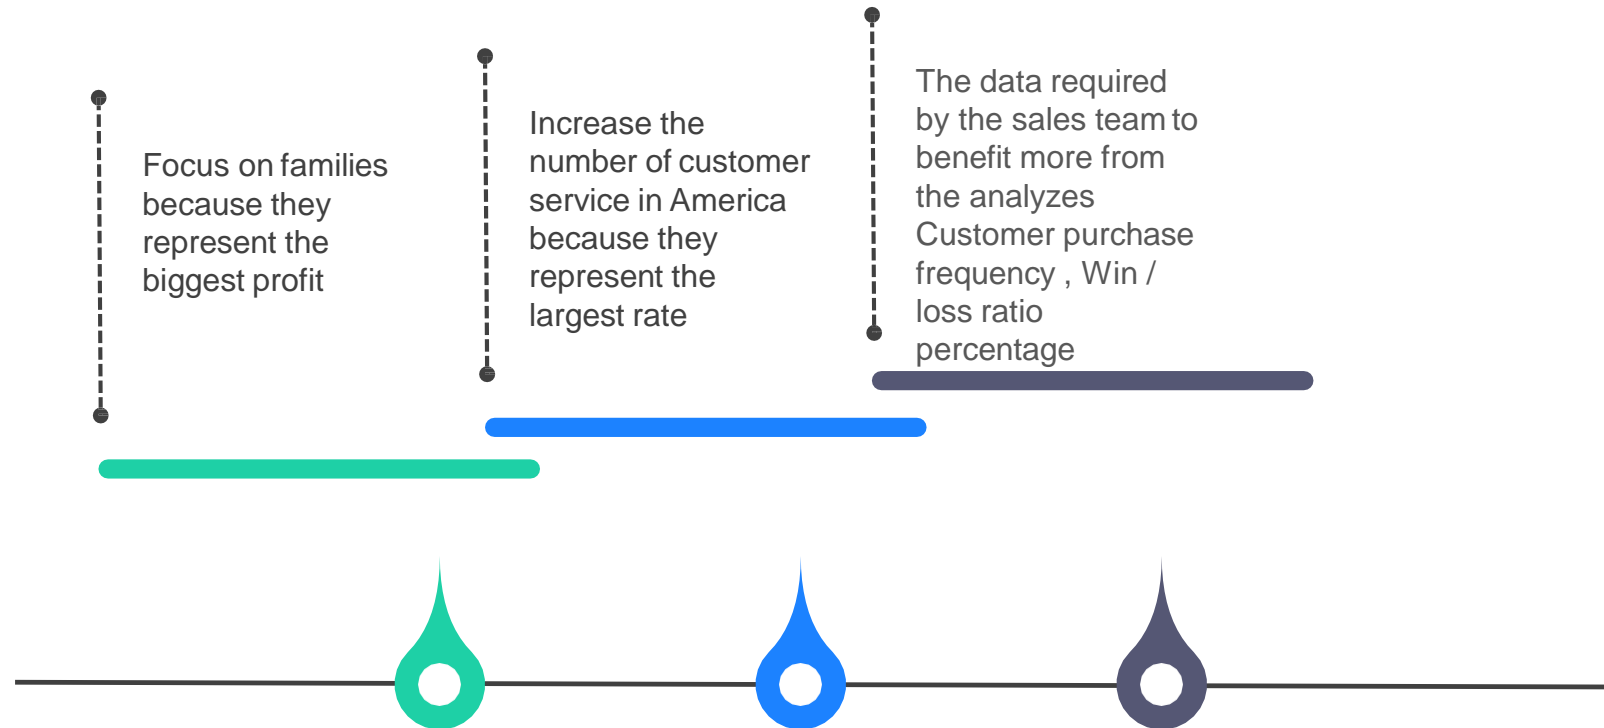 Focus on families
because they
represent the
biggest profit
Increase the
number of customer
service in America
because they
represent the
largest rate
The data required
by the sales team to
benefit more from
the analyzes
Customer purchase
frequency , Win /
loss ratio
percentage